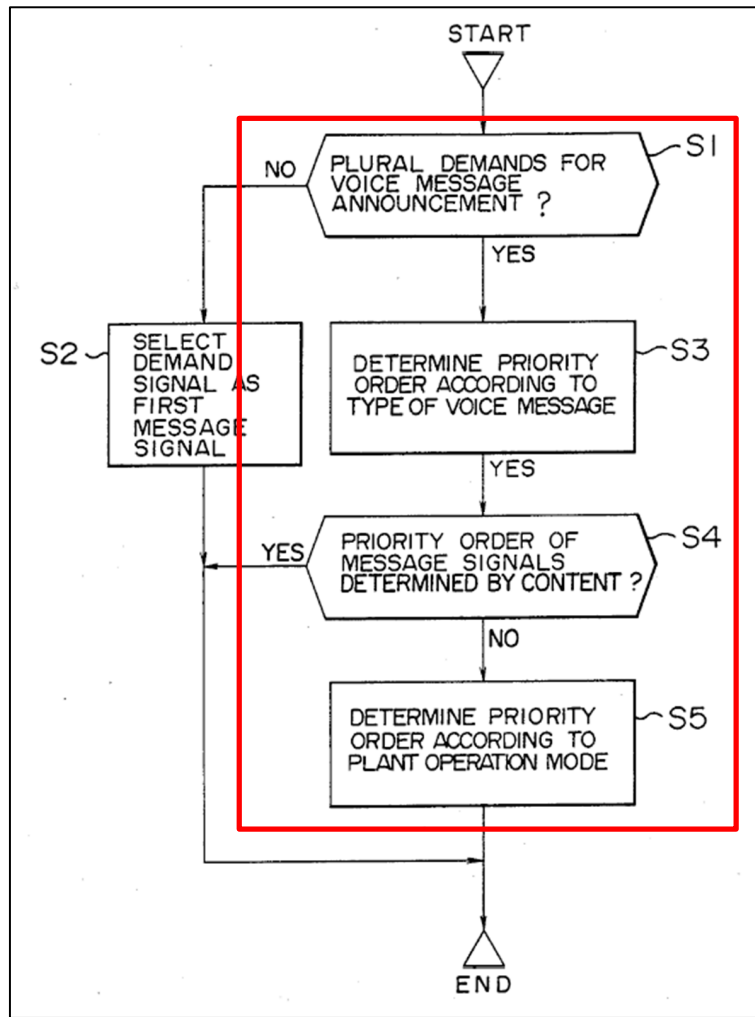 START
S1
PLURAL DEMANDS FOR
VOICE MESSAGE
ANNOUNCEMENT ?
NO
YES
S2
SELECT
DEMAND
SIGNAL AS
FIRST
MESSAGE
SIGNAL
S3
DETERMINE PRIORITY
ORDER ACCORDING TO
TYPE OF VOICE MESSAGE
YES
S4
YES
PRIORITY ORDER OF
MESSAGE SIGNALS
DETERMINED BY CONTENT ?
NO
S5
DETERMINE PRIORITY
ORDER ACCORDING TO
PLANT OPERATION MODE
END